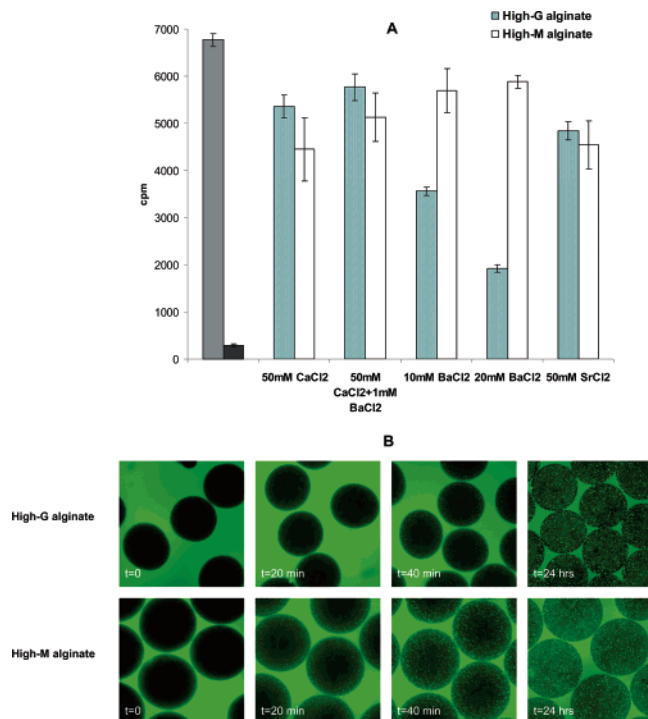 High-G alginate
A
High-M alginate
7000
6000
5000
4000
3000
2000
1000
0
cpm
50mM CaCl2
50mM
CaCl2+1mM
BaCl2
10mM BaCl2
20mM BaCl2
50mM SrCl2
B
High-G alginate
t=0
t=20 min
t=40 min
t=24 hrs
High-M alginate
t=0
t=20 min
t=40 min
t=24 hrs